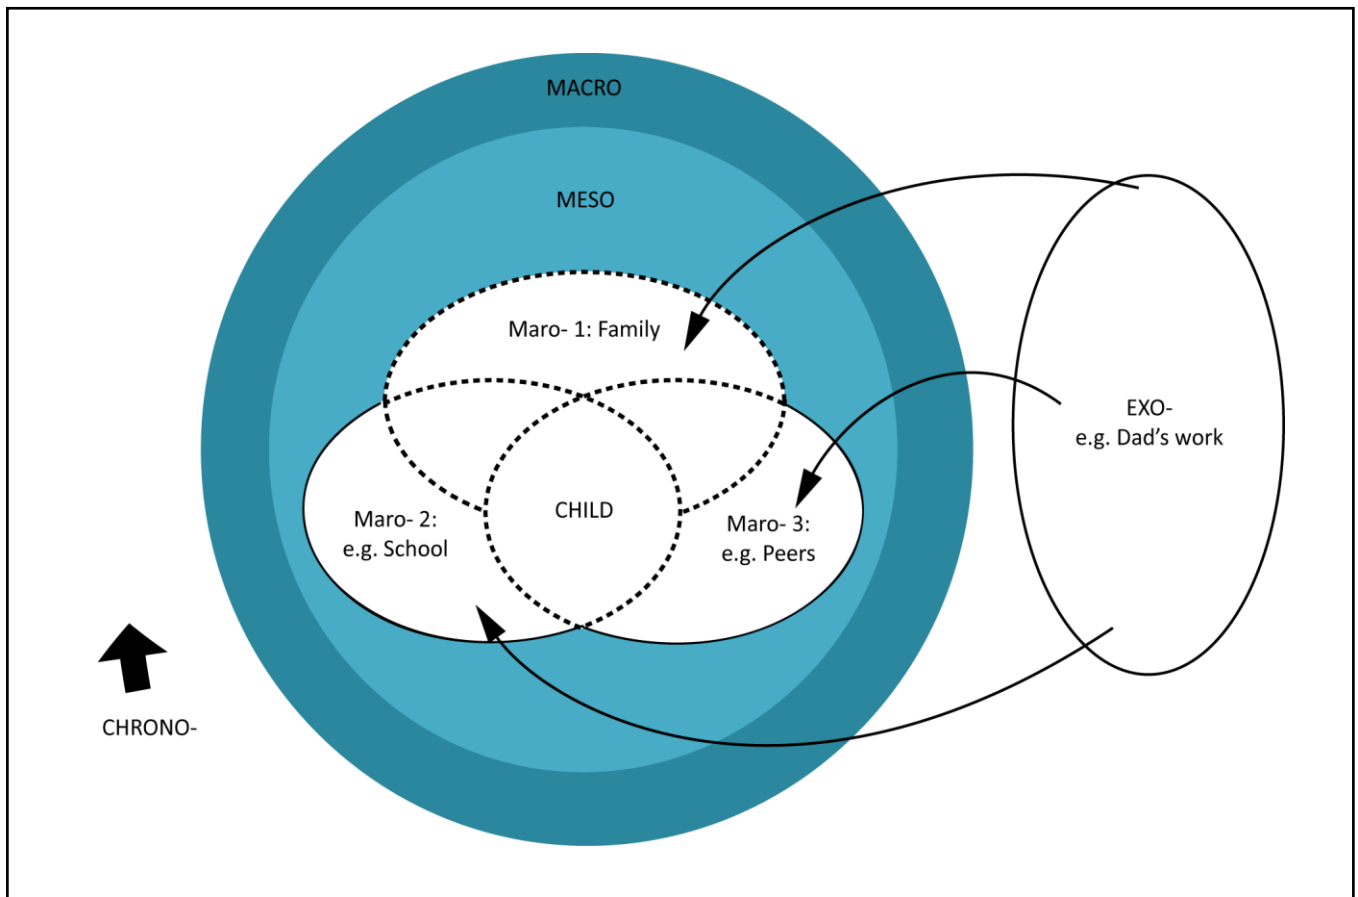 MACRO
MESO
Maro- 1: Family
EXO-
e.g. Dad's work
CHILD
Maro- 2:
e.g. School
Maro- 3:
e.g. Peers
CHRONO-